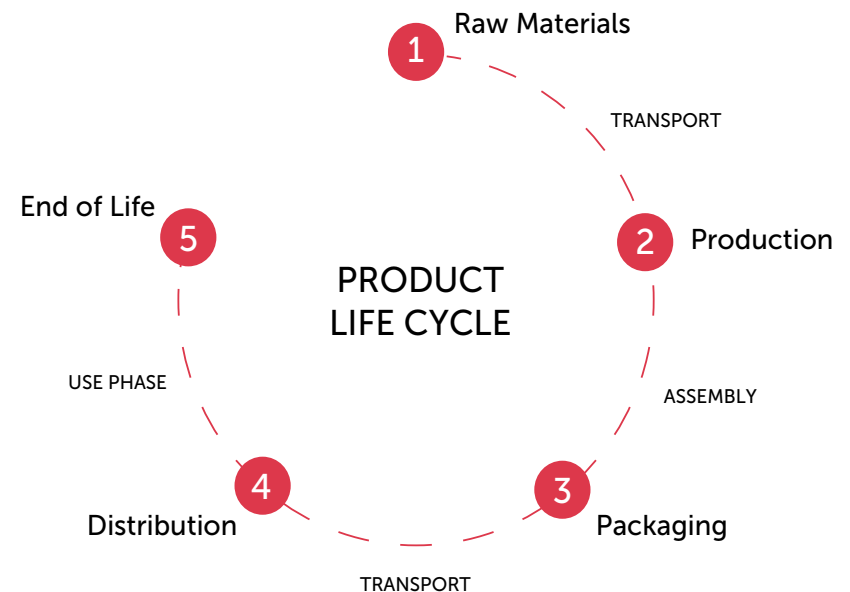 1
Raw Materials
TRANSPORT
2
Production
ASSEMBLY
3
Packaging
TRANSPORT
4
Distribution
USE PHASE
5
End of Life
PRODUCT
LIFE CYCLE